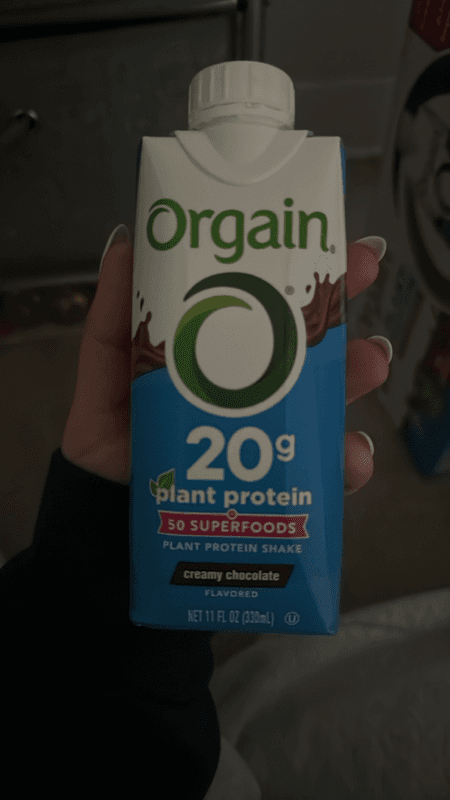 Orgain®
®
20g
plant protein
50 SUPERFOODS
PLANT PROTEIN SHAKE
creamy chocolate
FLAVORED
NET 11 FL OZ (330mL) U